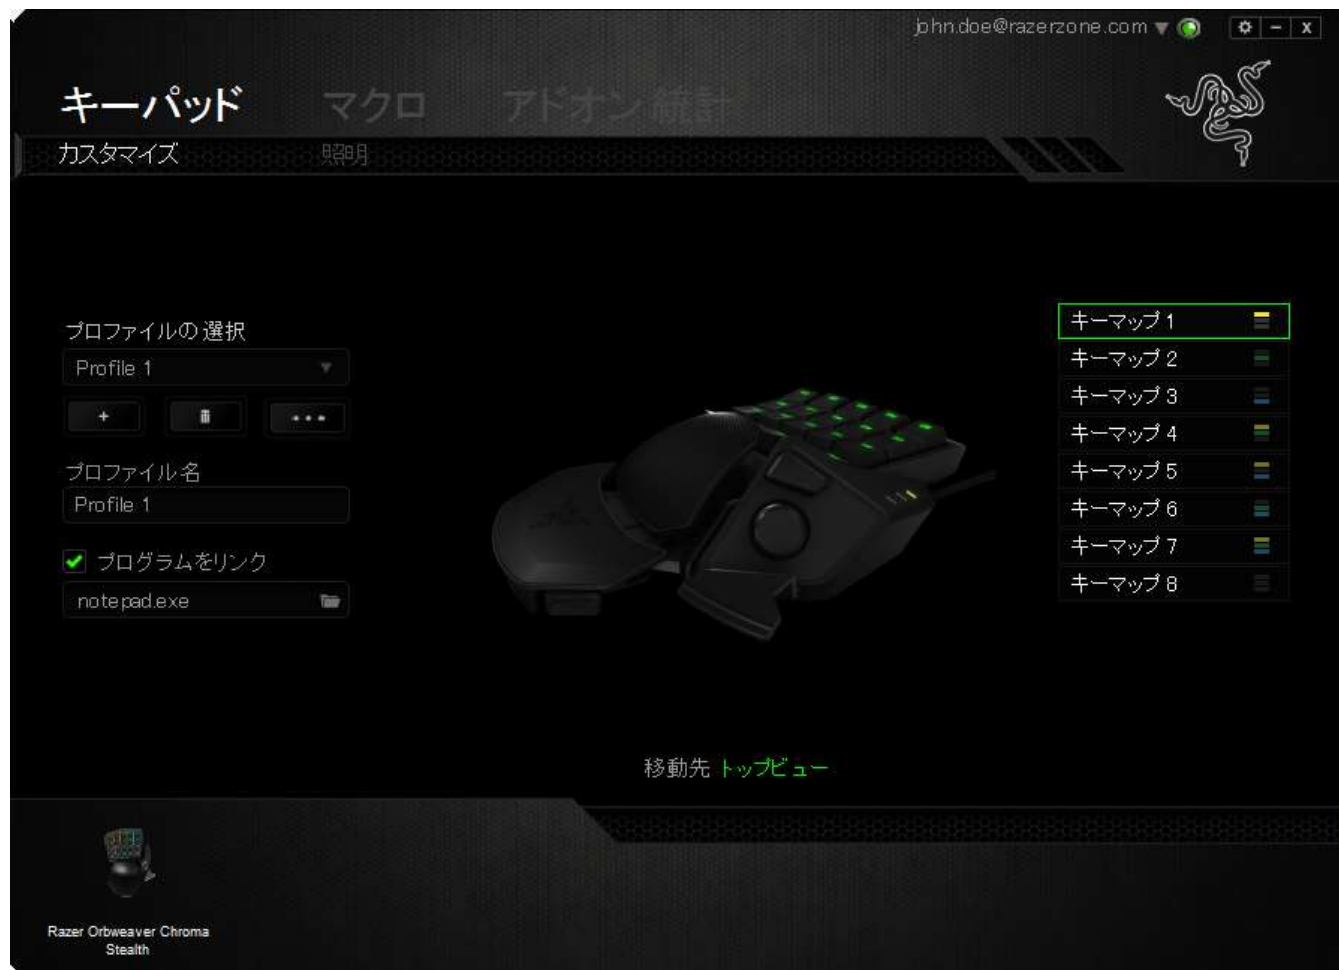 john.doe@razerzone.com
キーパッド マクロ アドオン 統計
カスタマイズ 照明
プロファイルの選択
Profile 1
プロファイル名
Profile 1
プログラムをリンク
notepad.exe
キーマップ 1
キーマップ 2
キーマップ 3
キーマップ 4
キーマップ 5
キーマップ 6
キーマップ 7
キーマップ 8
移動先 トップビュー
Razer Orbweaver Chroma
Stealth